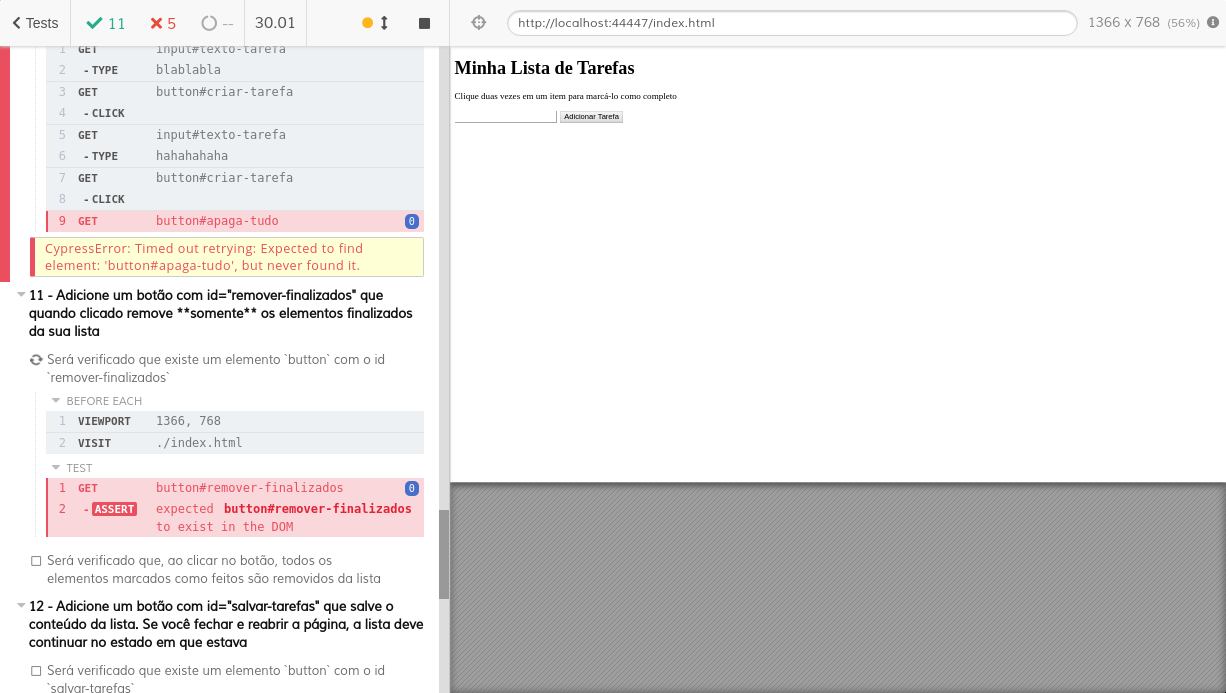 Tests 11 5 -- 30.01 http://localhost:44447/index.html 1366 x 768 (56%)
1 GET input#texto-tarefa
2 - TYPE blablabla
3 GET button#criar-tarefa
4 - CLICK
5 GET input#texto-tarefa
6 - TYPE hahahahaha
7 GET button#criar-tarefa
8 - CLICK
9 GET button#apaga-tudo 0
CypressError: Timed out retrying: Expected to find
element: 'button#apaga-tudo', but never found it.
11 - Adicione um botão com id="remover-finalizados" que
quando clicado remove **somente** os elementos finalizados
da sua lista
Será verificado que existe um elemento `button` com o id
`remover-finalizados`
BEFORE EACH
1 VIEWPORT 1366, 768
2 VISIT ./index.html
TEST
1 GET button#remover-finalizados 0
2 - ASSERT expected button#remover-finalizados
to exist in the DOM
Será verificado que, ao clicar no botão, todos os
elementos marcados como feitos são removidos da lista
12 - Adicione um botão com id="salvar-tarefas" que salve o
conteúdo da lista. Se você fechar e reabrir a página, a lista deve
continuar no estado em que estava
Será verificado que existe um elemento `button` com o id
`salvar-tarefas`
Minha Lista de Tarefas
Clique duas vezes em um item para marcá-lo como completo
Adicionar Tarefa